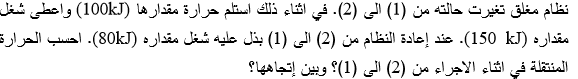 نظام مغلق تغيرت حالته من (1) الى (2). في اثناء ذلك استلم حرارة مقدارها (100kJ) واعطى شغل
مقداره (150 kJ). عند إعادة النظام من (2) الى (1) بذل عليه شغل مقداره (80kJ). احسب الحرارة
المنتقلة في اثناء الاجراء من (2) الى (1)؟ وبين إتجاهها؟